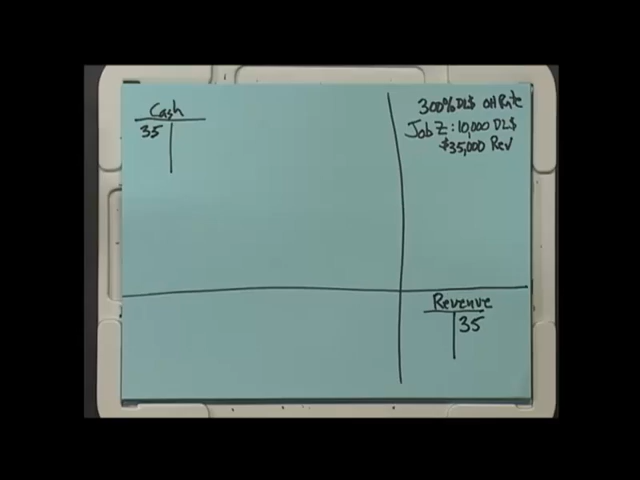 Cash
35
300% DL$ OH Rate
Job Z: 10,000 DL$
$35,000 Rev
Revenue
35